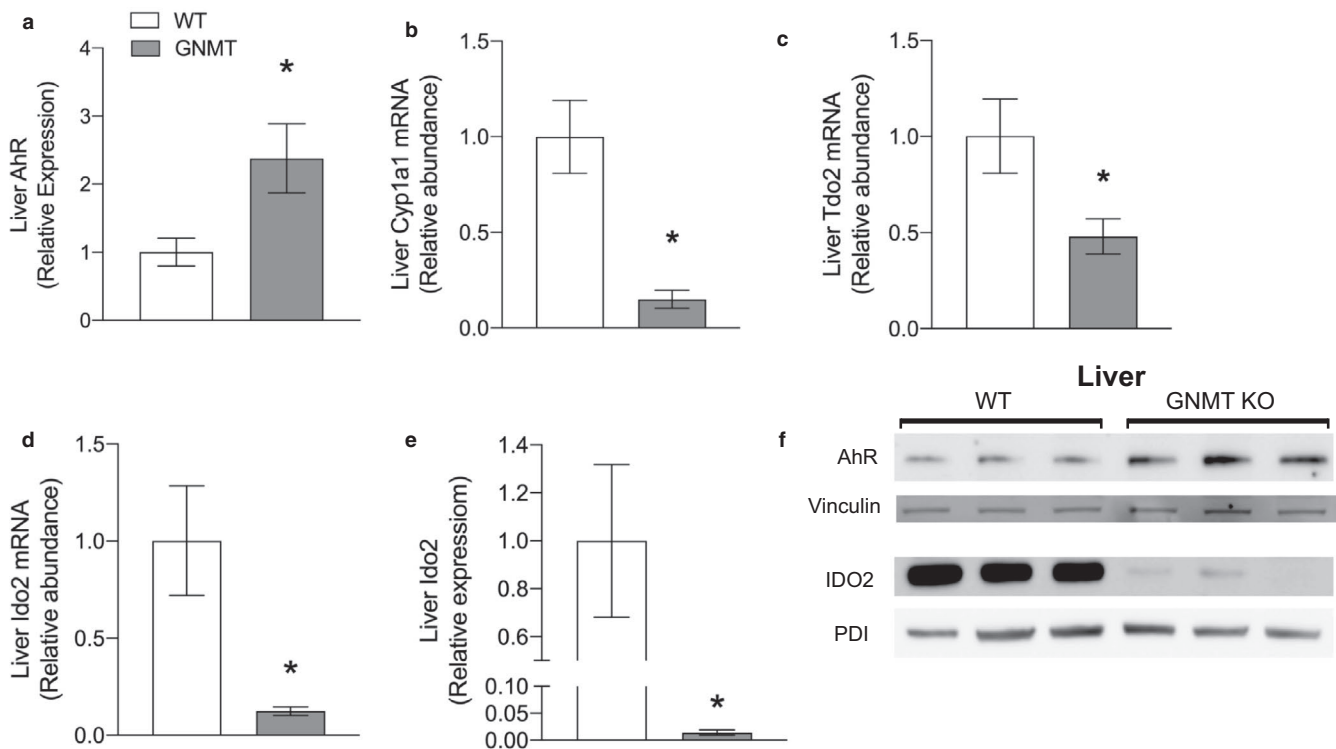 a
WT
GNMT
Liver AhR
(Relative Expression)
4
3
2
1
0
*
b
Liver Cyp1a1 mRNA
(Relative abundance)
1.5
1.0
0.5
0.0
*
c
Liver Tdo2 mRNA
(Relative abundance)
1.5
1.0
0.5
0.0
*
d
Liver Ido2 mRNA
(Relative abundance)
1.5
1.0
0.5
0.0
*
e
Liver Ido2
(Relative expressiom)
1.4
1.2
1.0
0.8
0.6
0.10
0.05
0.00
*
f
Liver
WT GNMT KO
AhR
Vinculin
IDO2
PDI